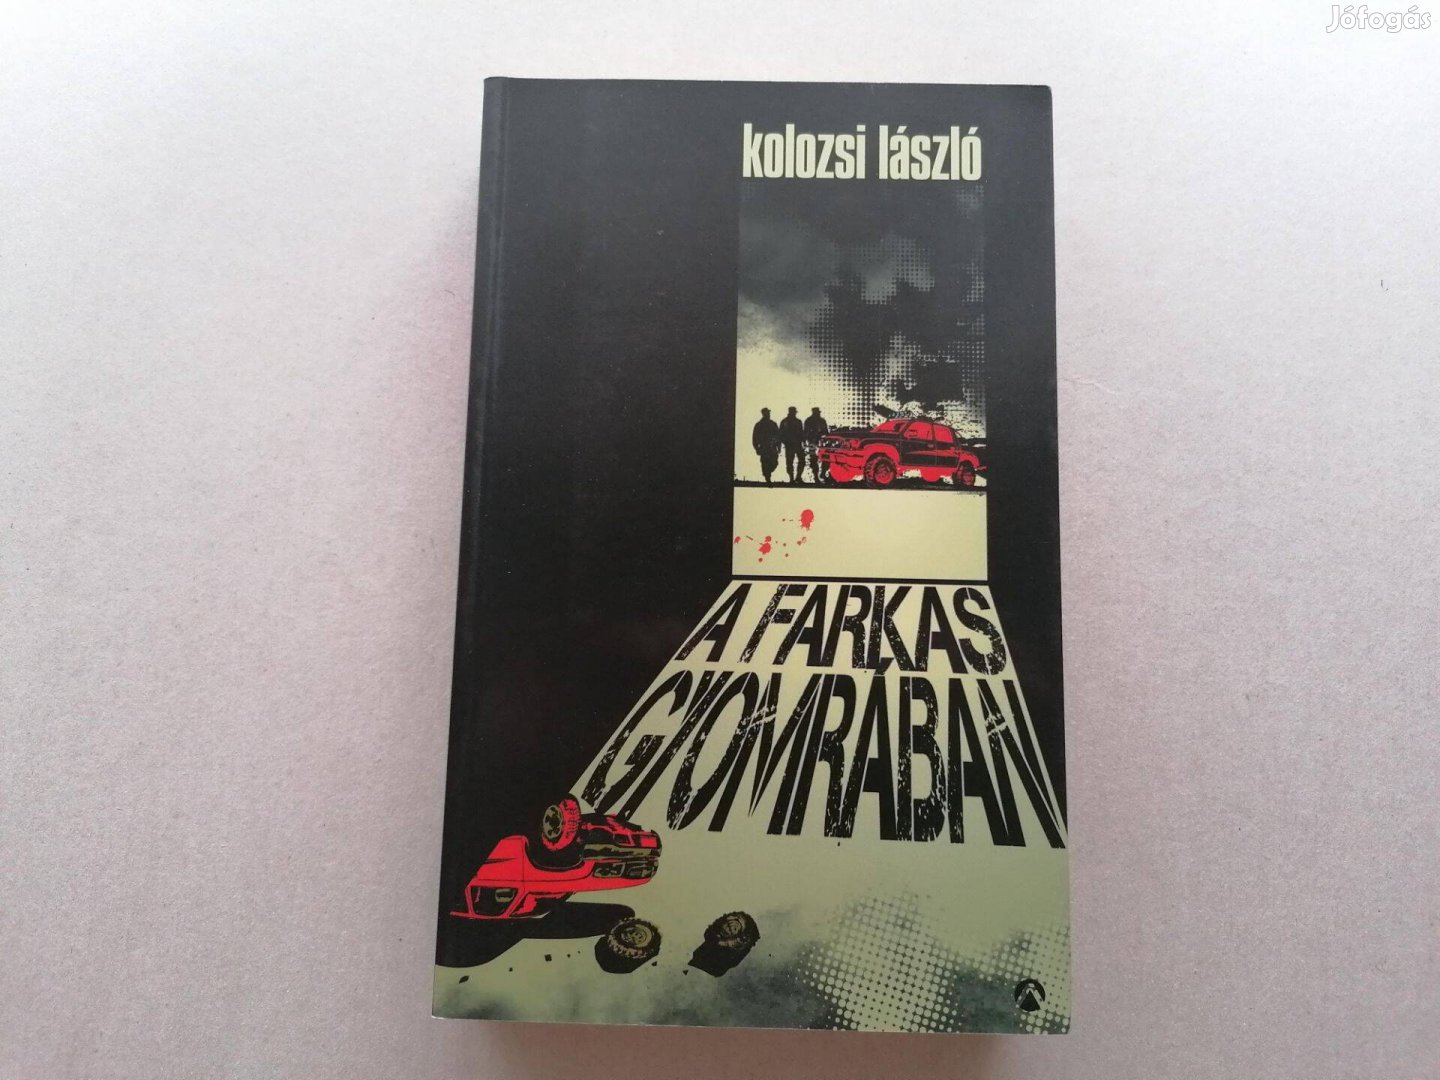 Jófogás
kolozsi lászló
A FARKAS
GYOMRÁBAN